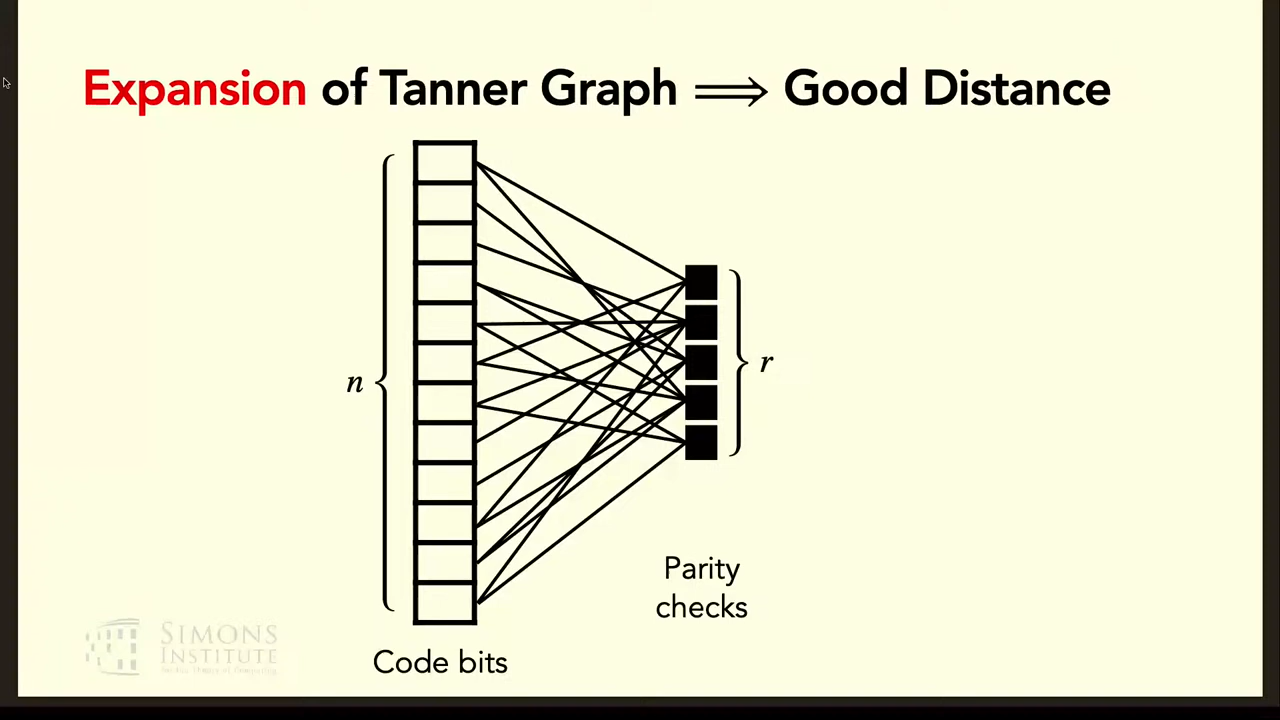 Expansion of Tanner Graph ⟹ Good Distance
n
r
Parity
checks
Code bits
SIMONS
INSTITUTE